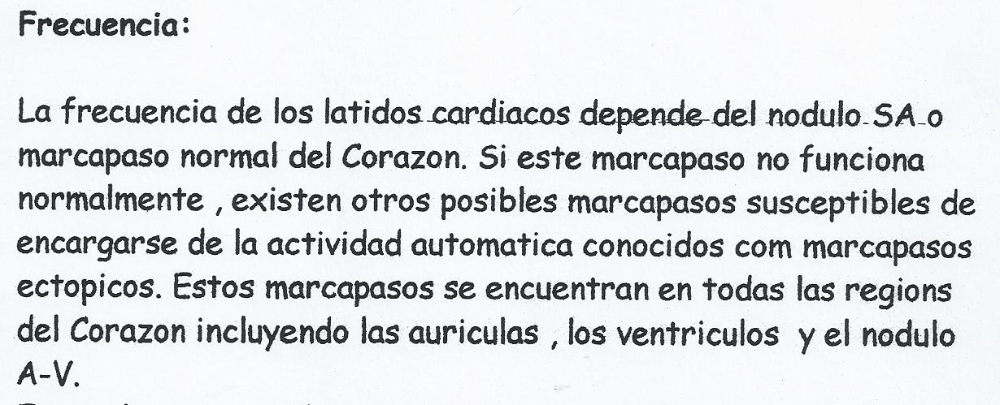 Frecuencia:
La frecuencia de los latidos cardiacos depende del nodulo SA o
marcapaso normal del Corazon. Si este marcapaso no funciona
normalmente , existen otros posibles marcapasos susceptibles de
encargarse de la actividad automatica conocidos com marcapasos
ectopicos. Estos marcapasos se encuentran en todas las regions
del Corazon incluyendo las auriculas , los ventriculos y el nodulo
A-V.